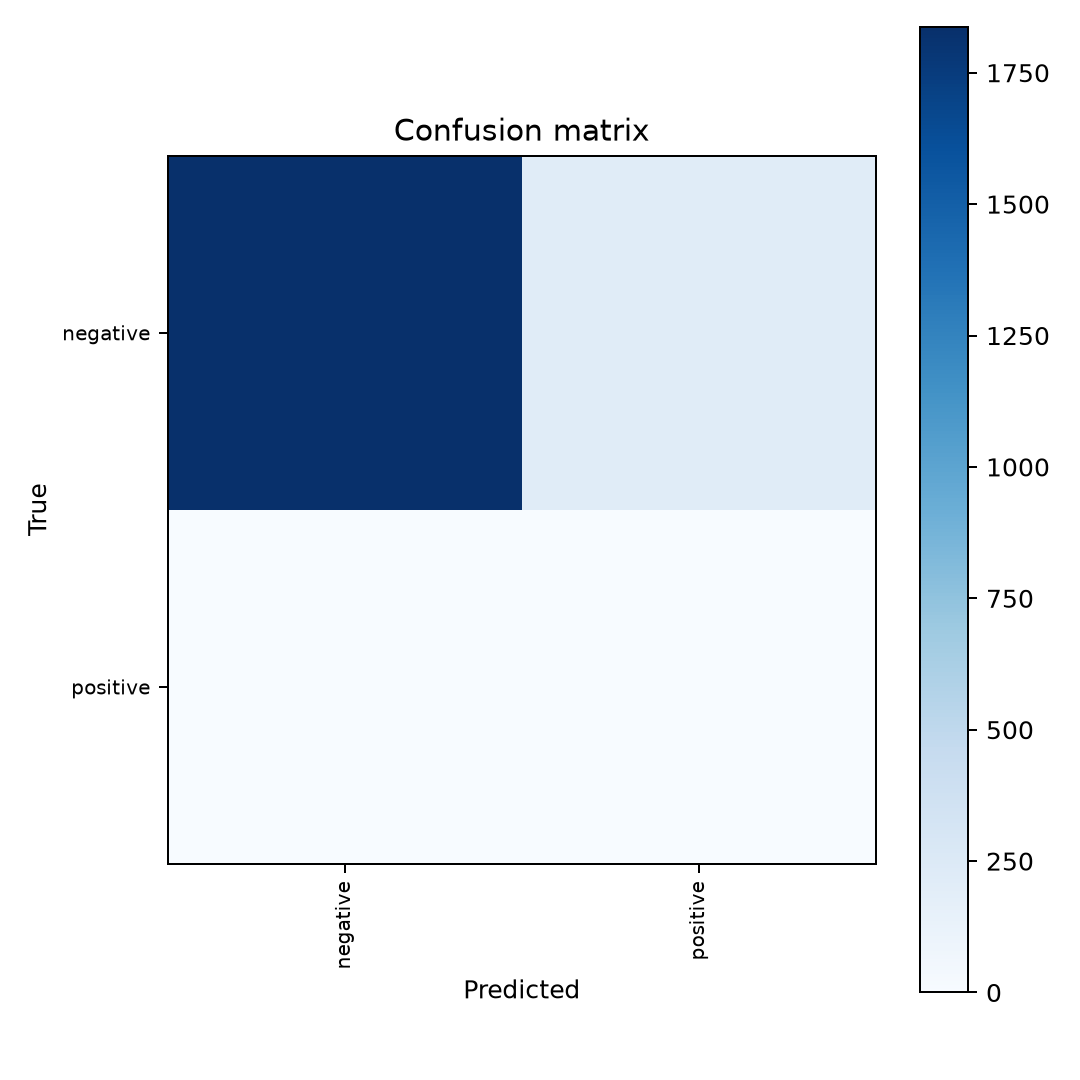 Confusion matrix
True
negative
positive
negative
positive
Predicted
1750
1500
1250
1000
750
500
250
0